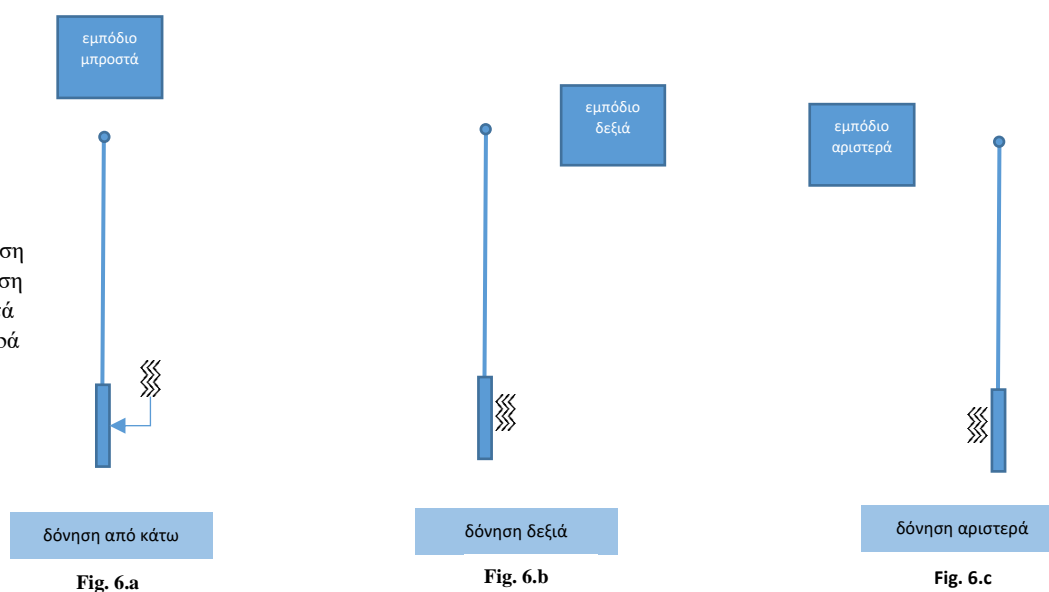 εμπόδιο
μπροστά
εμπόδιο
δεξιά
εμπόδιο
αριστερά
δόνηση από κάτω
δόνηση δεξιά
δόνηση αριστερά
Fig. 6.a
Fig. 6.b
Fig. 6.c